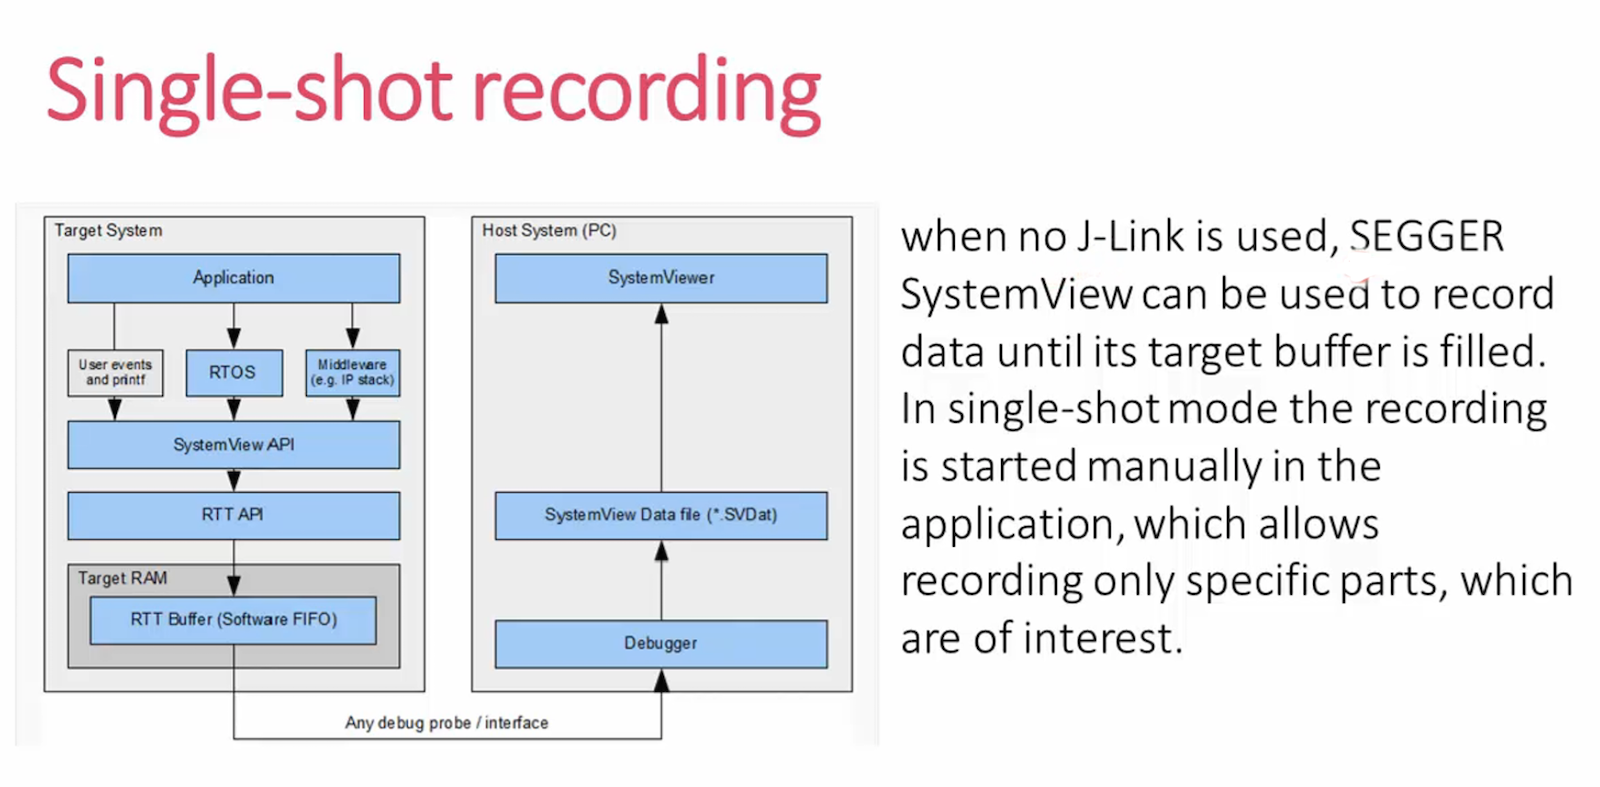 Single-shot recording
Target System
Application
User events
and printf
RTOS
Middleware
(e.g. IP stack)
SystemView API
RTT API
Target RAM
RTT Buffer (Software FIFO)
Host System (PC)
SystemViewer
SystemView Data file (*.SVDat)
Debugger
Any debug probe / interface
when no J-Link is used, SEGGER
SystemView can be used to record
data until its target buffer is filled.
In single-shot mode the recording
is started manually in the
application, which allows
recording only specific parts, which
are of interest.